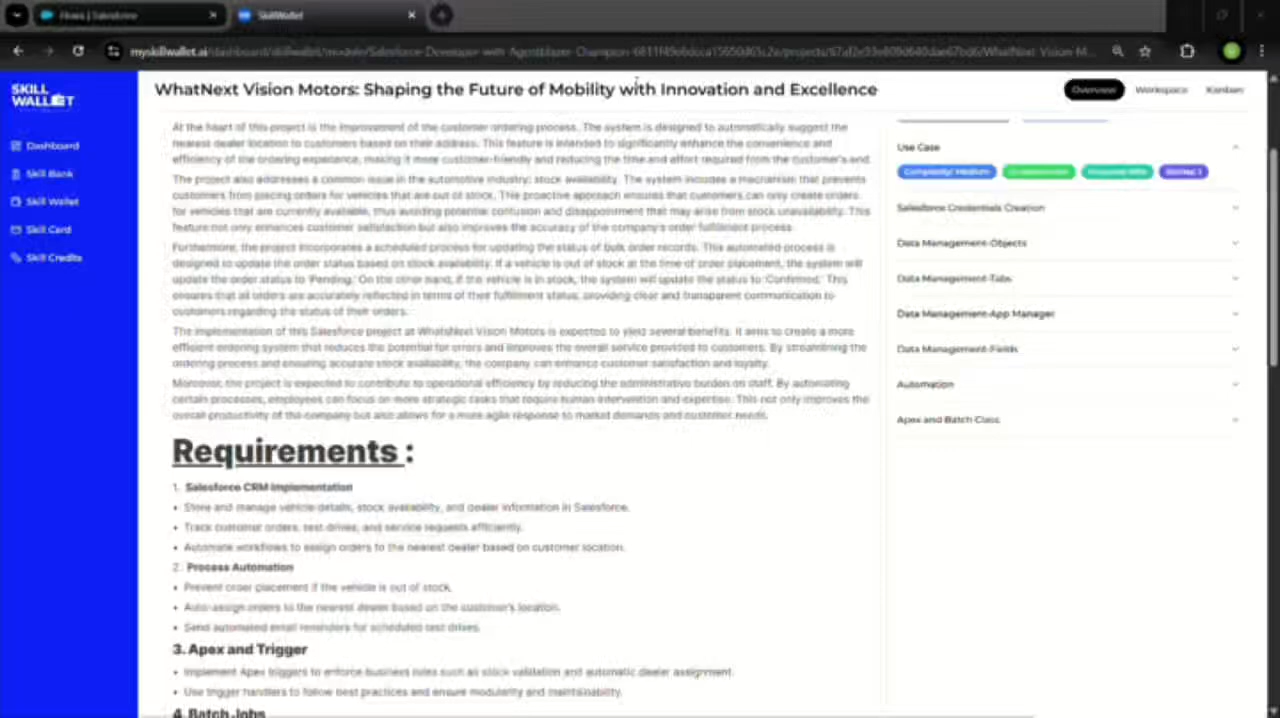 Flows | Salesforce
SkillWallet
SKILL
WALLET
Dashboard
Skill Bank
Skill Wallet
Skill Card
Skill Credits
WhatNext Vision Motors: Shaping the Future of Mobility with Innovation and Excellence
Overview
Workspace
Kanban
At the heart of this project is the improvement of the customer ordering process. The system is designed to automatically suggest the
nearest dealer location to customers based on their address. This feature is intended to significantly enhance the convenience and
efficiency of the ordering experience, making it more customer-friendly and reducing the time and effort required from the customer's end.
The project also addresses a common issue in the automotive industry: stock availability. The system includes a mechanism that prevents
customers from placing orders for vehicles that are out of stock. This proactive approach ensures that customers can only create orders
for vehicles that are currently available, thus avoiding potential confusion and disappointment that may arise from stock unavailability. This
feature not only enhances customer satisfaction but also improves the accuracy of the company's order fulfillment process.
Furthermore, the project incorporates a scheduled process for updating the status of bulk order records. This automated process is
designed to update the order status based on stock availability. If a vehicle is out of stock at the time of order placement, the system will
update the order status to 'Pending.' On the other hand, if the vehicle is in stock, the system will update the status to 'Confirmed.' This
ensures that all orders are accurately reflected in terms of their fulfillment status, providing clear and transparent communication to
customers regarding the status of their orders.
The implementation of this Salesforce project at WhatsNext Vision Motors is expected to yield several benefits. It aims to create a more
efficient ordering system that reduces the potential for errors and improves the overall service provided to customers. By streamlining the
ordering process and ensuring accurate stock availability, the company can enhance customer satisfaction and loyalty.
Moreover, the project is expected to contribute to operational efficiency by reducing the administrative burden on staff. By automating
certain processes, employees can focus on more strategic tasks that require human intervention and expertise. This not only improves the
overall productivity of the company but also allows for a more agile response to market demands and customer needs.
Requirements :
1. Salesforce CRM Implementation
• Store and manage vehicle details, stock availability, and dealer information in Salesforce.
• Track customer orders, test drives, and service requests efficiently.
• Automate workflows to assign orders to the nearest dealer based on customer location.
2. Process Automation
• Prevent order placement if the vehicle is out of stock.
• Auto-assign orders to the nearest dealer based on the customer's location.
• Send automated email reminders for scheduled test drives.
3. Apex and Trigger
• Implement Apex triggers to enforce business rules such as stock validation and automatic dealer assignment.
• Use trigger handlers to follow best practices and ensure modularity and maintainability.
4. Batch Jobs
Use Case
Complexity: Medium
Salesforce Credentials Creation
Data Management-Objects
Data Management-Tabs
Data Management-App Manager
Data Management-Fields
Automation
Apex and Batch Class